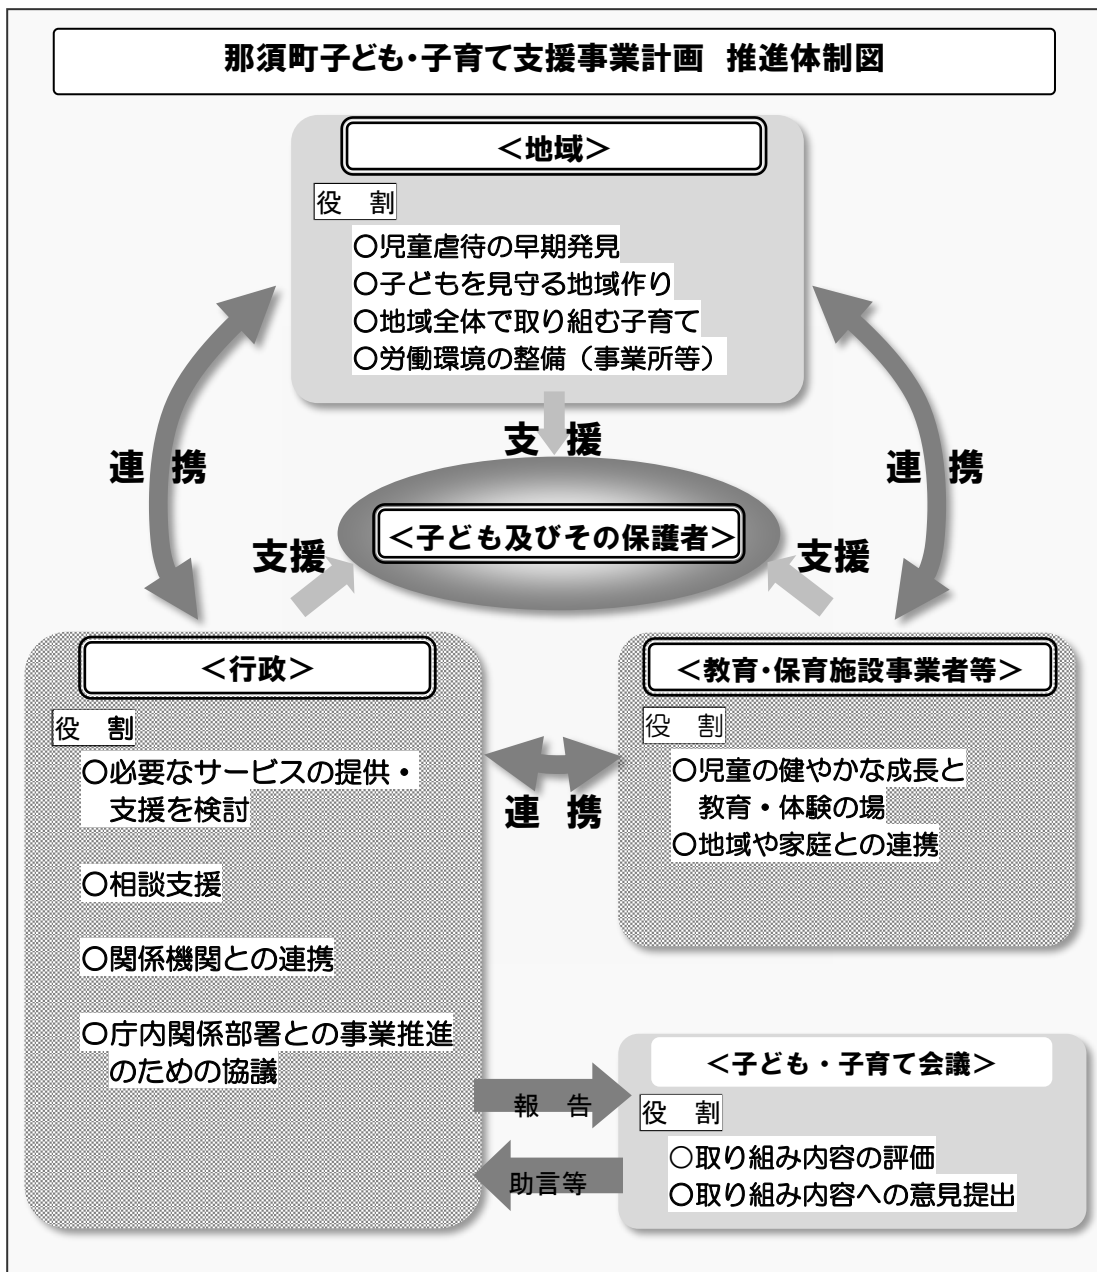 那須町子ども・子育て支援事業計画　推進体制図
＜地域＞
役　割
○児童虐待の早期発見
○子どもを見守る地域作り
○地域全体で取り組む子育て
○労働環境の整備（事業所等）
連　携
支　援
連　携
＜子ども及びその保護者＞
支援
支援
＜行政＞
役　割
○必要なサービスの提供・
支援を検討
○相談支援
○関係機関との連携
○庁内関係部署との事業推進
のための協議
連　携
＜教育・保育施設事業者等＞
役　割
○児童の健やかな成長と
教育・体験の場
○地域や家庭との連携
報　告
助言等
＜子ども・子育て会議＞
役　割
○取り組み内容の評価
○取り組み内容への意見提出